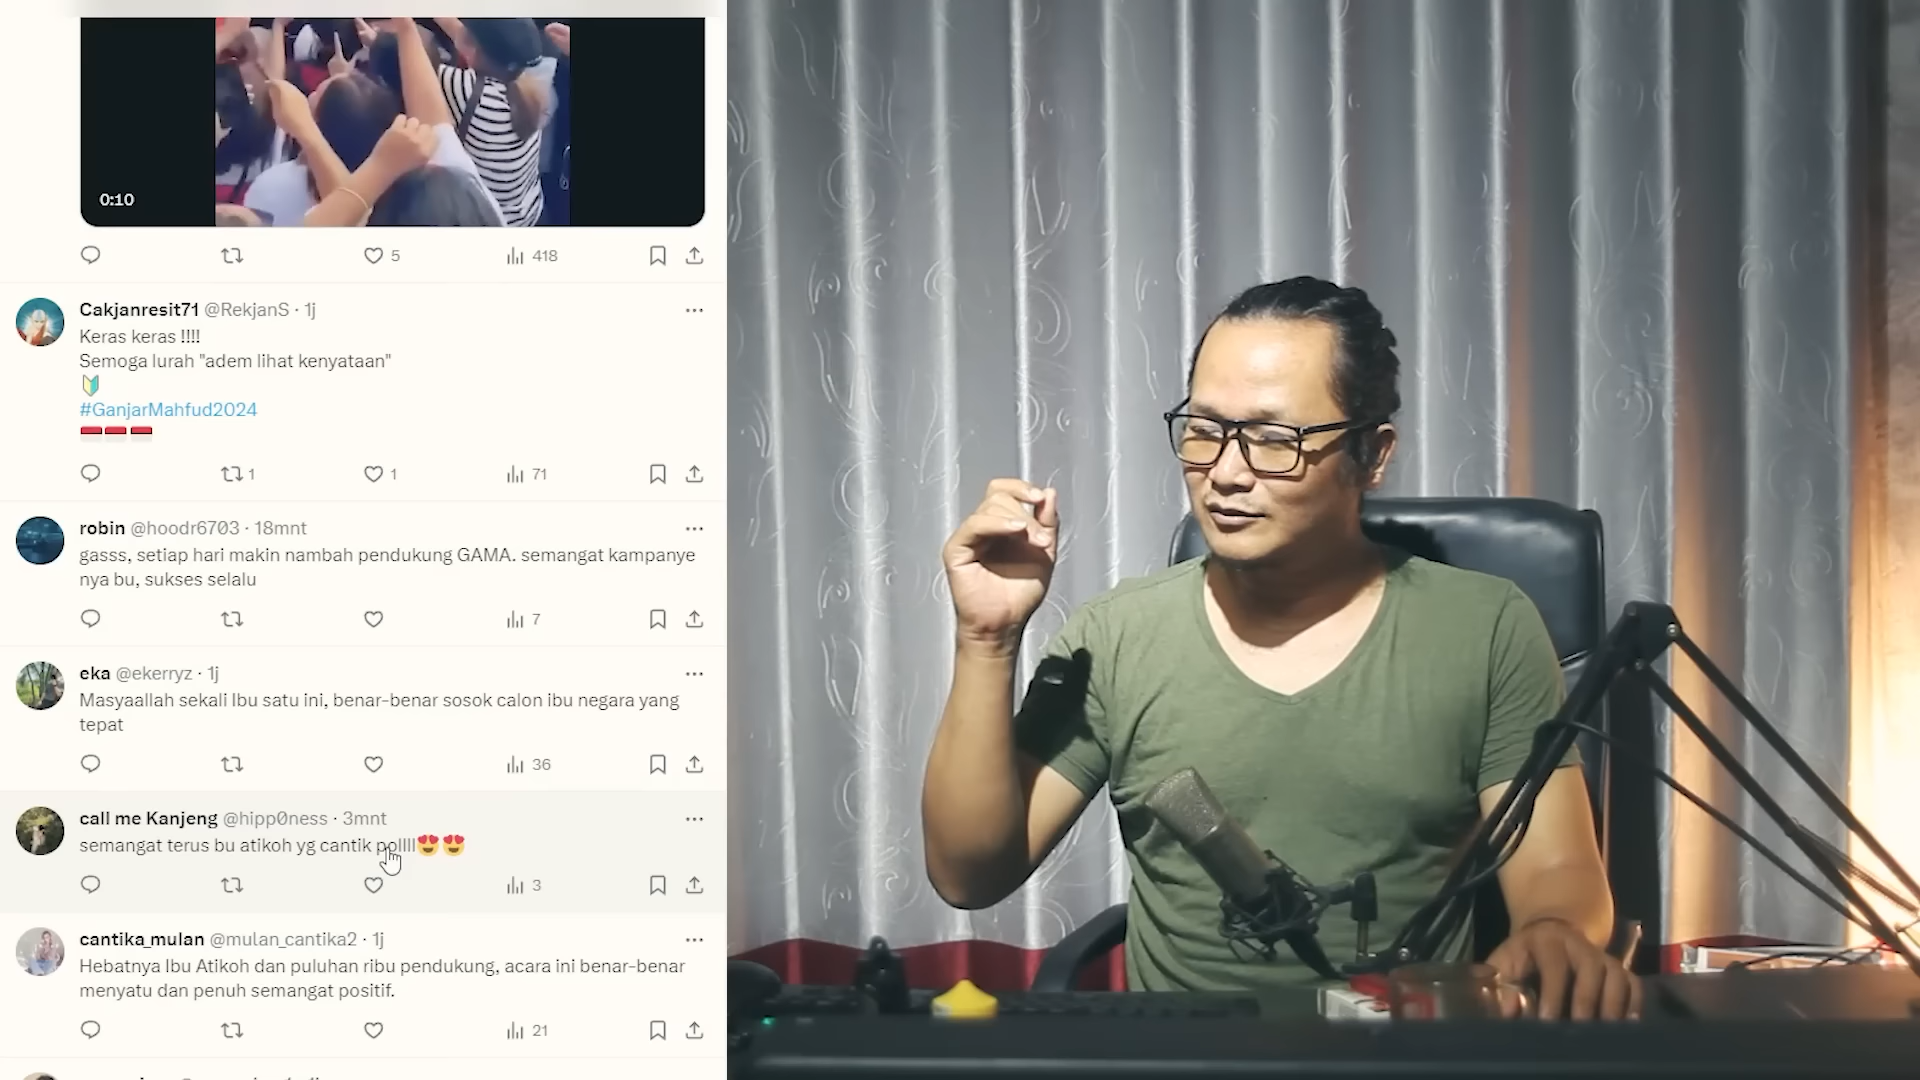 0:10
5
418
Cakjanresit71 @RekjanS · 1j
Keras keras !!!!
Semoga lurah "adem lihat kenyataan"
#GanjarMahfud2024
1
1
71
robin @hoodr6703 · 18mnt
gasss, setiap hari makin nambah pendukung GAMA. semangat kampanye
nya bu, sukses selalu
7
eka @ekerryz · 1j
Masyaallah sekali Ibu satu ini, benar-benar sosok calon ibu negara yang
tepat
36
call me Kanjeng @hipp0ness · 3mnt
semangat terus bu atikoh yg cantik pollll😍😍
3
cantika_mulan @mulan_cantika2 · 1j
Hebatnya Ibu Atikoh dan puluhan ribu pendukung, acara ini benar-benar
menyatu dan penuh semangat positif.
21